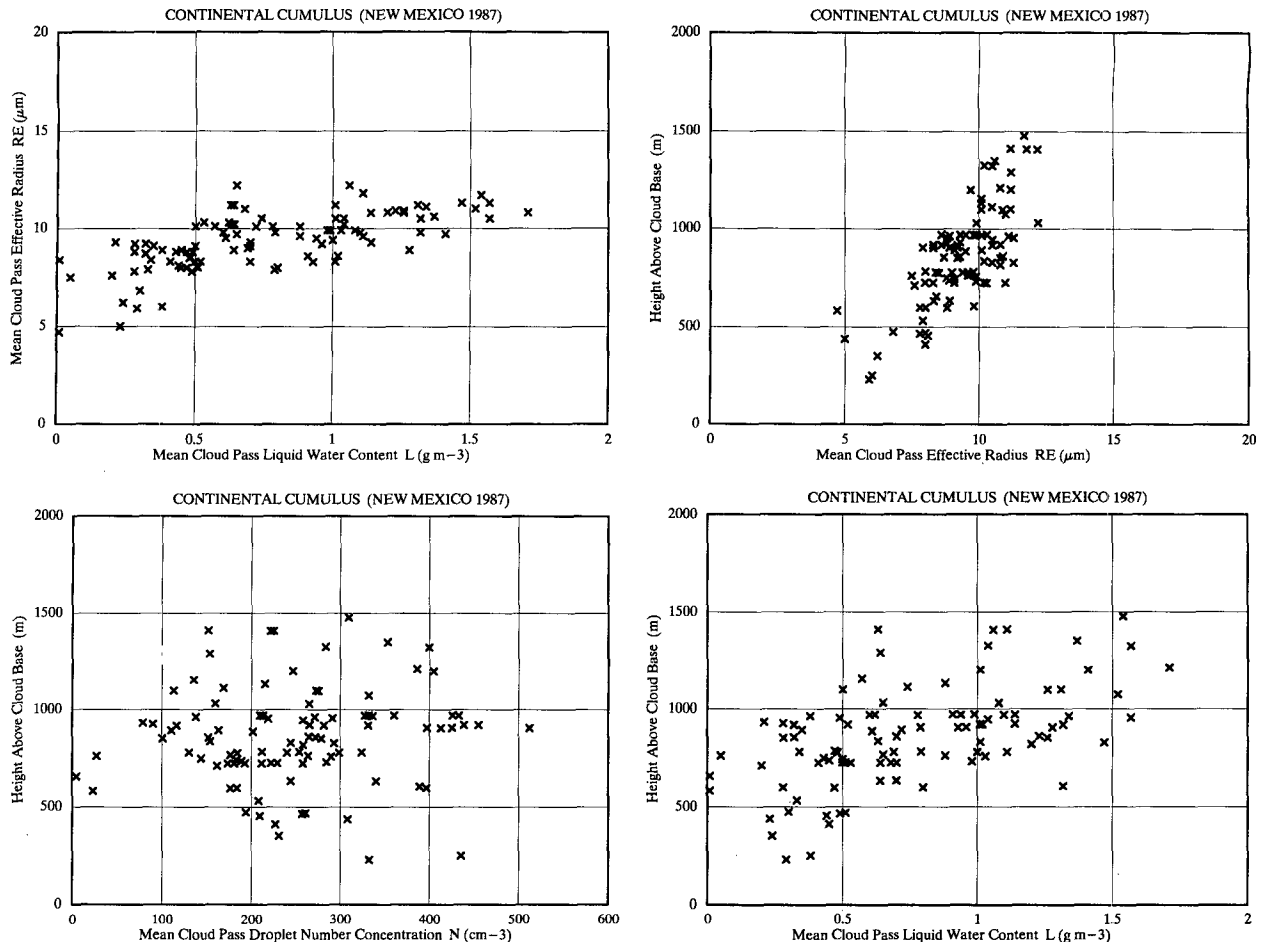 CONTINENTAL CUMULUS (NEW MEXICO 1987)
20
15
10
5
0
Mean Cloud Pass Effective Radius RE (μm)
0 0.5 1 1.5 2
Mean Cloud Pass Liquid Water Content L (g m−3)
CONTINENTAL CUMULUS (NEW MEXICO 1987)
2000
1500
1000
500
0
Height Above Cloud Base (m)
0 5 10 15 20
Mean Cloud Pass Effective Radius RE (μm)
CONTINENTAL CUMULUS (NEW MEXICO 1987)
2000
1500
1000
500
0
Height Above Cloud Base (m)
0 100 200 300 400 500 600
Mean Cloud Pass Droplet Number Concentration N (cm−3)
CONTINENTAL CUMULUS (NEW MEXICO 1987)
2000
1500
1000
500
0
Height Above Cloud Base (m)
0 0.5 1 1.5 2
Mean Cloud Pass Liquid Water Content L (g m−3)